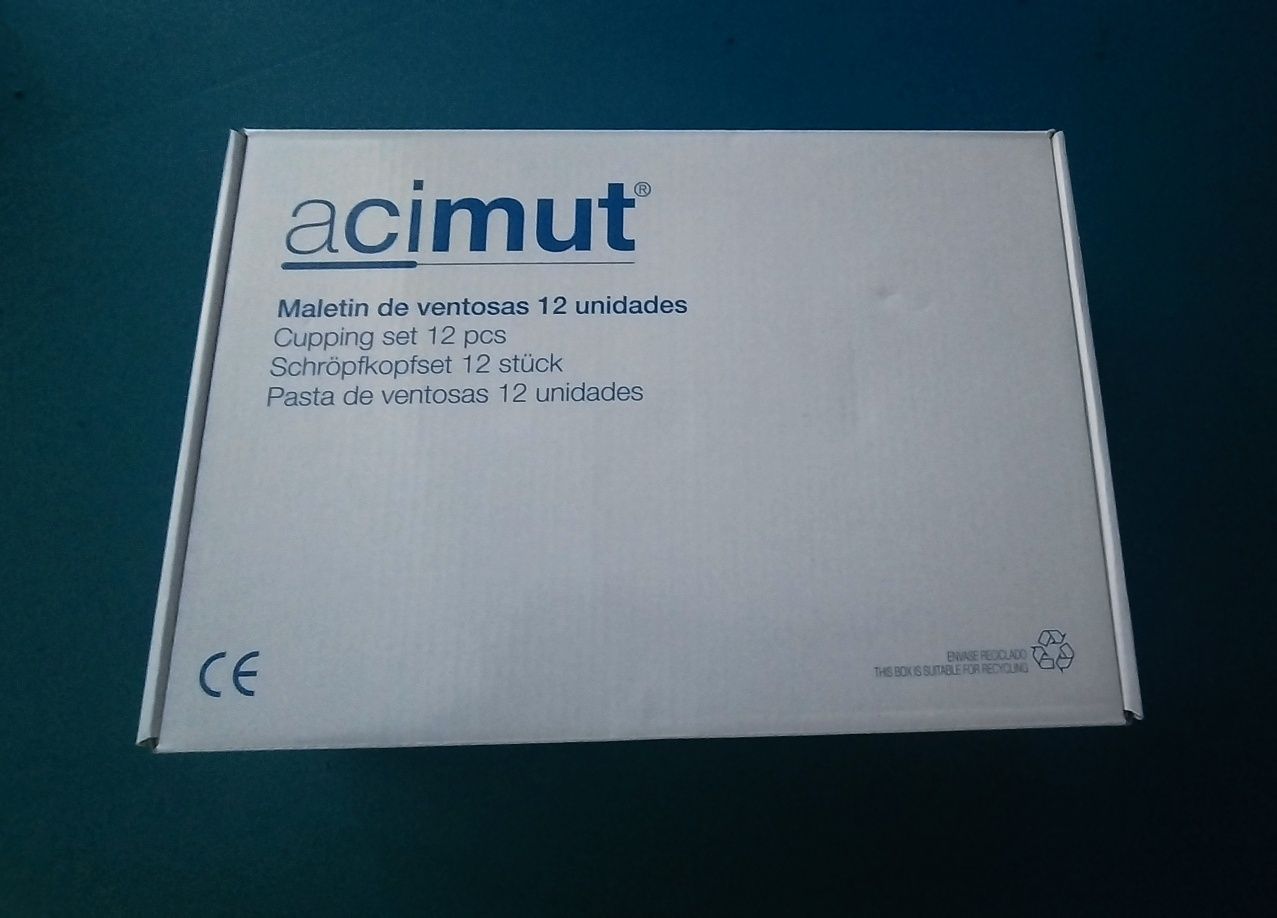 acimut®
Maletin de ventosas 12 unidades
Cupping set 12 pcs
Schröpfkopfset 12 stück
Pasta de ventosas 12 unidades
CE
ENVASE RECICLADO
THIS BOX IS SUITABLE FOR RECYCLING